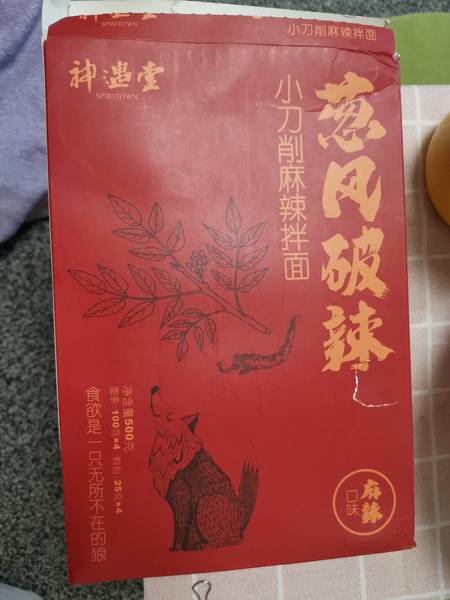 小刀削麻辣拌面
神遇堂
SPIRITOWN
葱风破辣
小刀削麻辣拌面
净含量500克
面条:100克×4 料包:25克×4
食欲是一只无所不在的狼
麻辣
口味